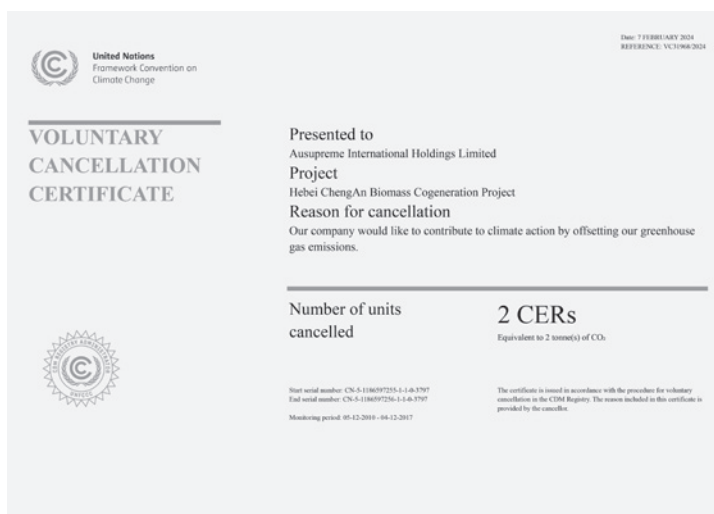 Date: 7 FEBRUARY 2024
REFERENCE: VC31968/2024
United Nations
Framework Convention on
Climate Change
VOLUNTARY
CANCELLATION
CERTIFICATE
Presented to
Ausupreme International Holdings Limited
Project
Hebei ChengAn Biomass Cogeneration Project
Reason for cancellation
Our company would like to contribute to climate action by offsetting our greenhouse
gas emissions.
Number of units
cancelled
2 CERs
Equivalent to 2 tonne(s) of CO₂
CDM REGISTRY ADMINISTRATOR
UNFCCC
Start serial number: CN-5-1186597255-1-1-0-3797
End serial number: CN-5-1186597256-1-1-0-3797
Monitoring period: 05-12-2010 - 04-12-2017
The certificate is issued in accordance with the procedure for voluntary
cancellation in the CDM Registry. The reason included in this certificate is
provided by the cancellor.